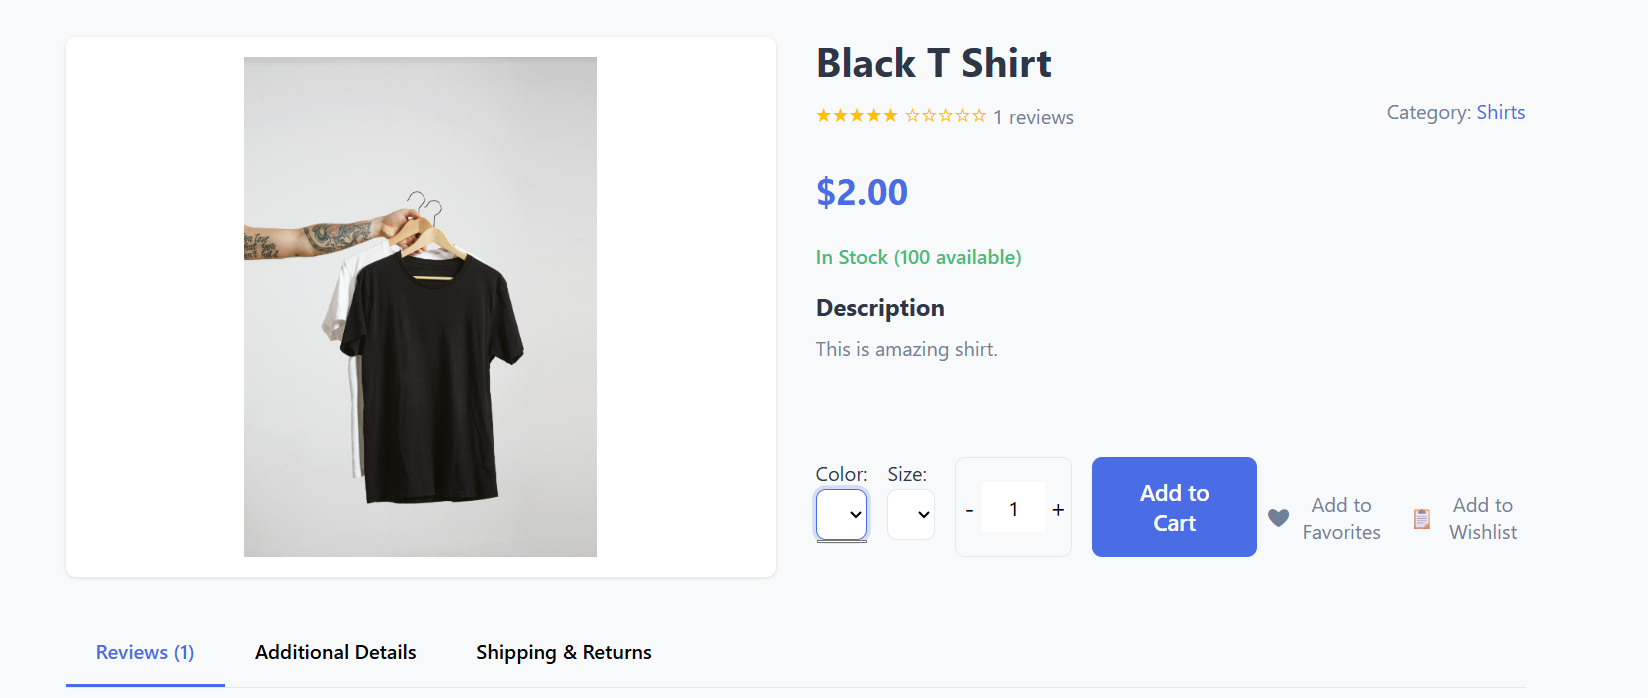 Black T Shirt
★★★★★ ☆☆☆☆☆ 1 reviews
Category: Shirts
$2.00
In Stock (100 available)
Description
This is amazing shirt.
Color: Size:
- 1 +
Add to
Cart
Add to
Favorites
Add to
Wishlist
Reviews (1) Additional Details Shipping & Returns